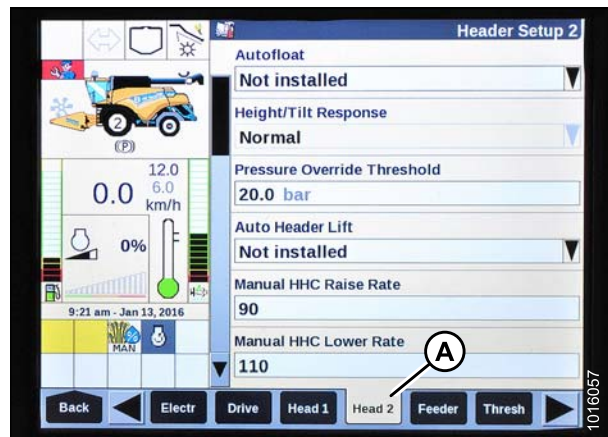 Header Setup 2
Autofloat
Not installed
Height/Tilt Response
Normal
2
(P)
Pressure Override Threshold
12.0
6.0
0.0 km/h
20.0 bar
Auto Header Lift
0%
Not installed
Manual HHC Raise Rate
9:21 am - Jan 13, 2016
90
Manual HHC Lower Rate
A
MAN
110
Back
Electr
Drive
Head 1
Head 2
Feeder
Thresh
1016057